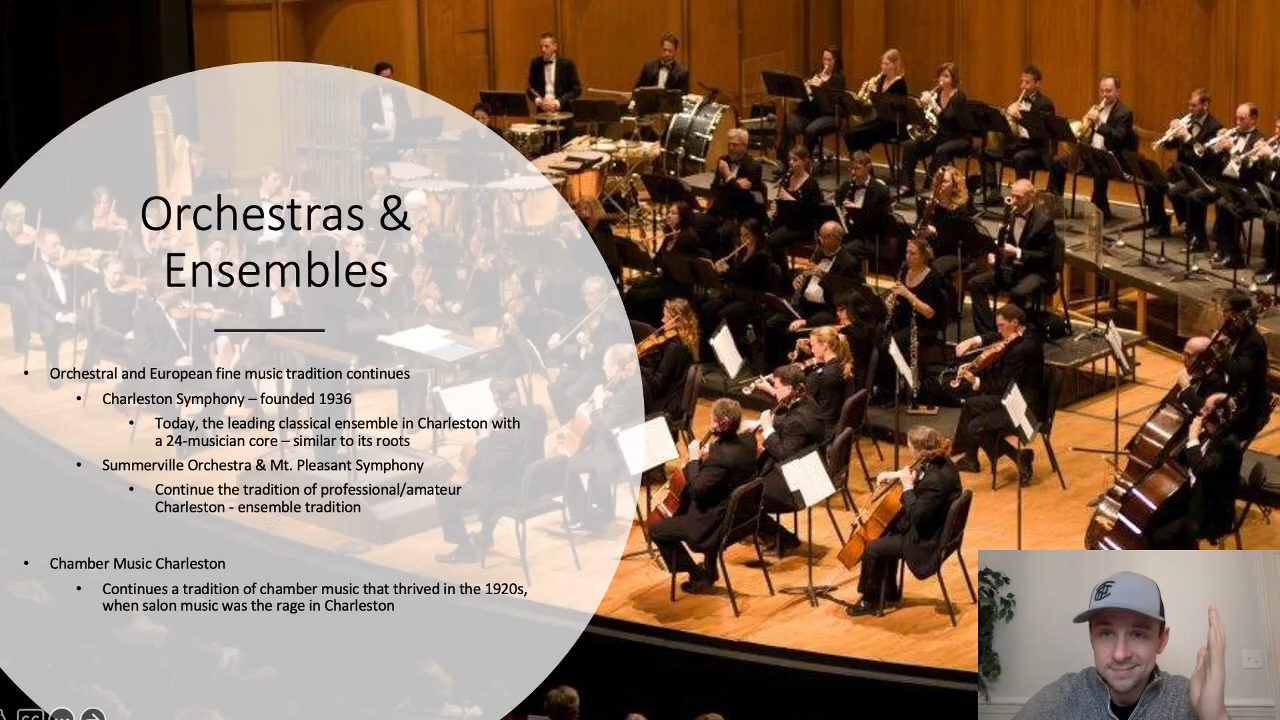 Orchestras &
Ensembles
• Orchestral and European fine music tradition continues
• Charleston Symphony – founded 1936
• Today, the leading classical ensemble in Charleston with
a 24-musician core – similar to its roots
• Summerville Orchestra & Mt. Pleasant Symphony
• Continue the tradition of professional/amateur
Charleston - ensemble tradition
• Chamber Music Charleston
• Continues a tradition of chamber music that thrived in the 1920s,
when salon music was the rage in Charleston
CC